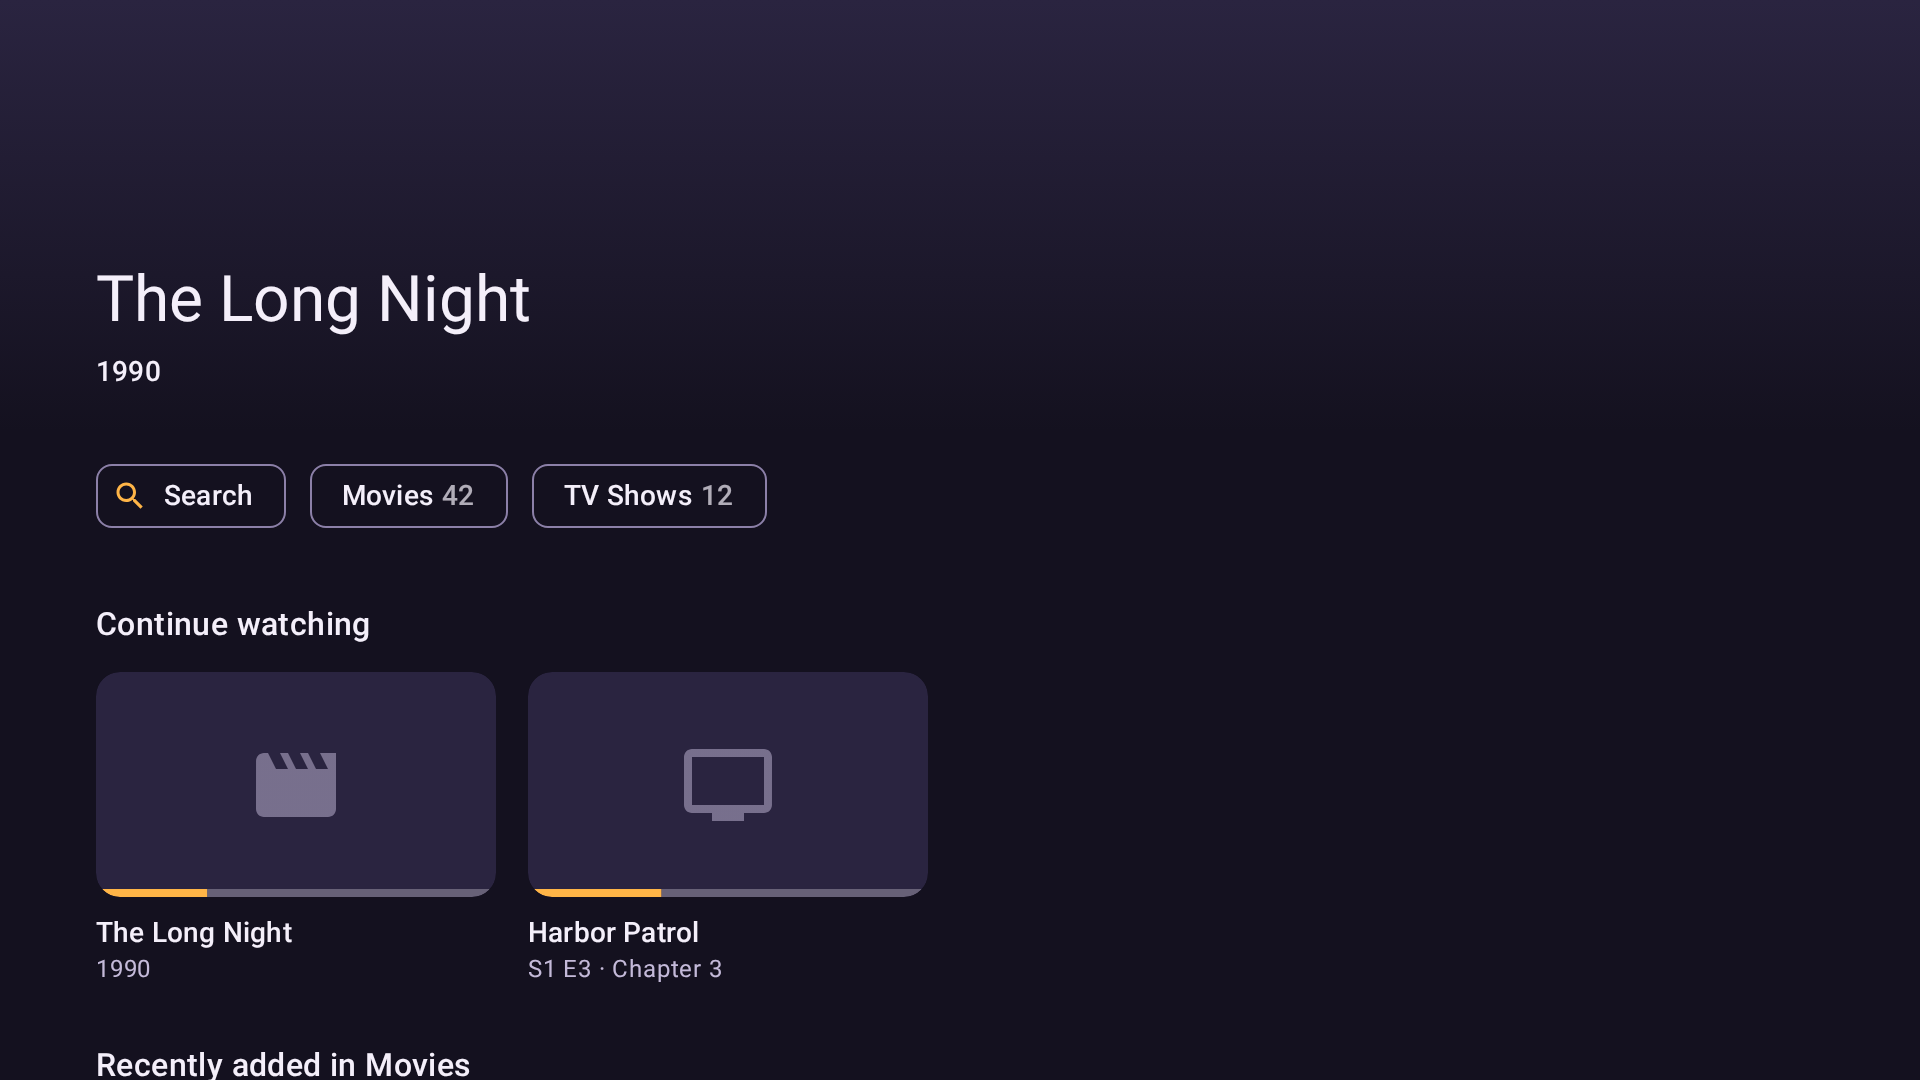 The Long Night
1990
Search
Movies 42
TV Shows 12
Continue watching
The Long Night
1990
Harbor Patrol
S1 E3 · Chapter 3
Recently added in Movies